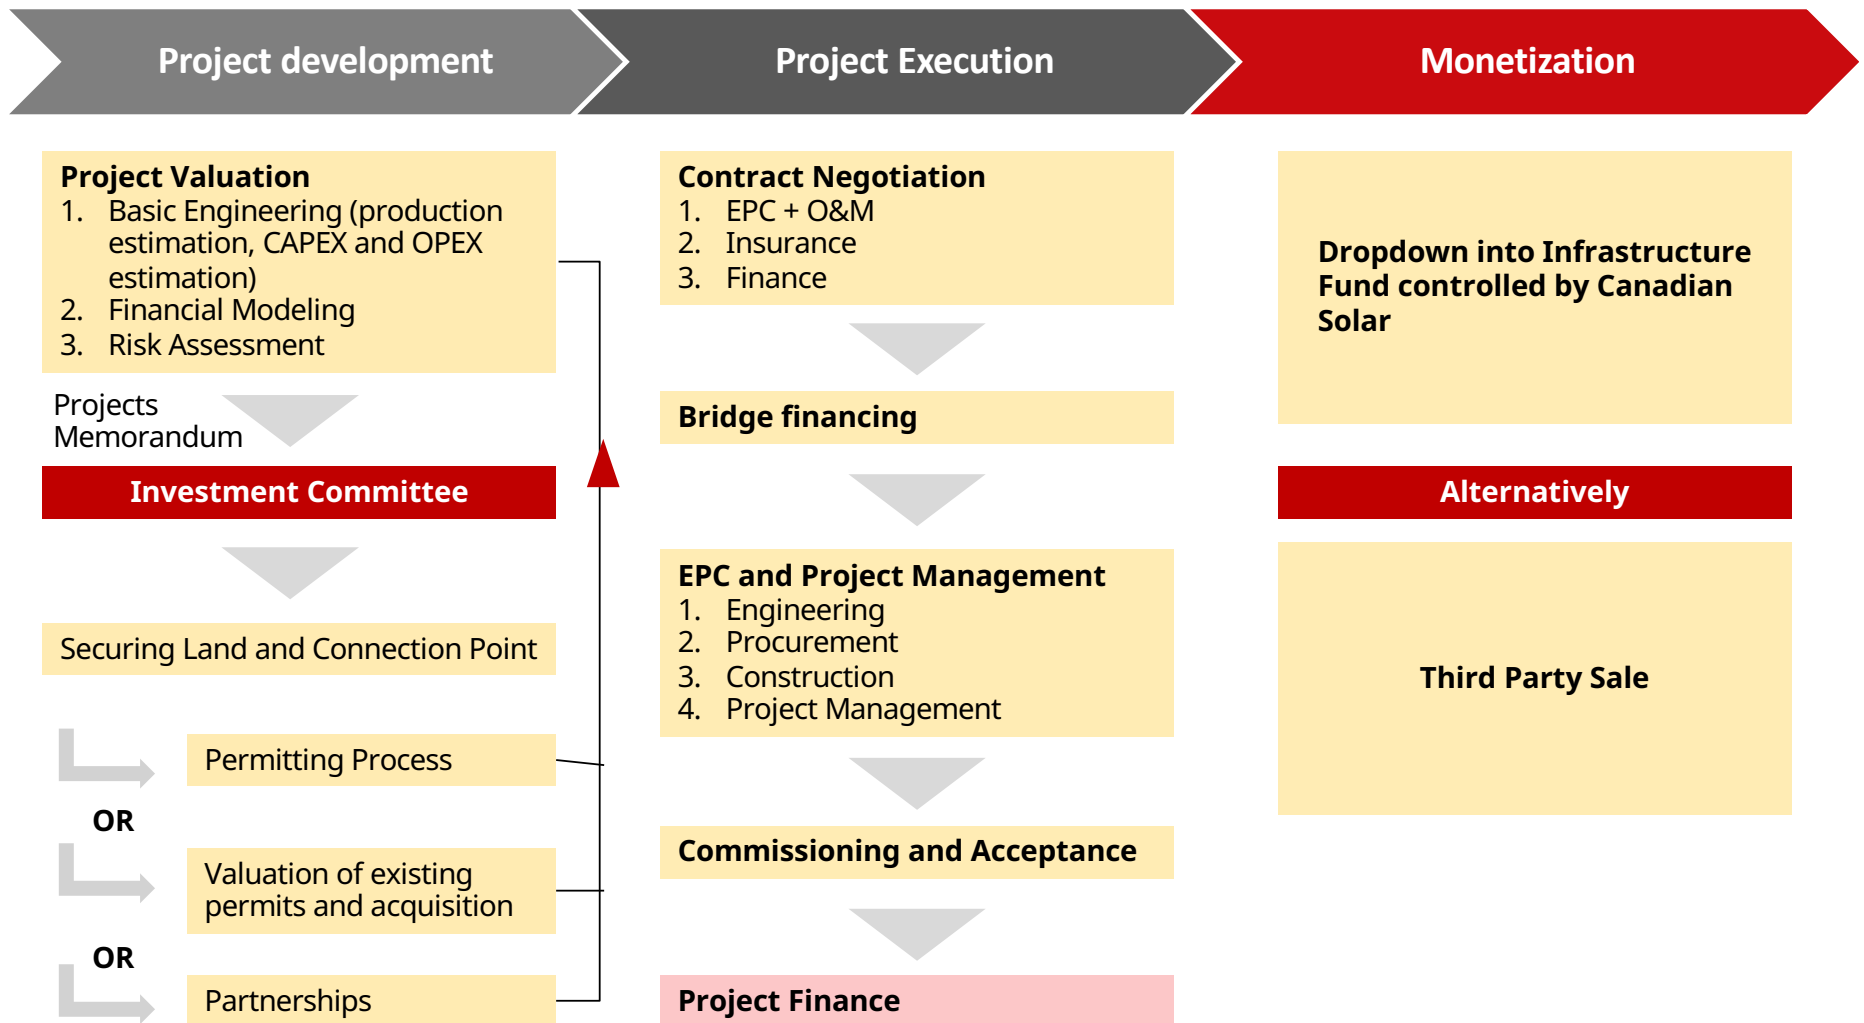 Project development
Project Execution
Monetization
Project Valuation
1. Basic Engineering (production
estimation, CAPEX and OPEX
estimation)
2. Financial Modeling
3. Risk Assessment
Projects
Memorandum
Investment Committee
Securing Land and Connection Point
Permitting Process
OR
Valuation of existing
permits and acquisition
OR
Partnerships
Contract Negotiation
1. EPC + O&M
2. Insurance
3. Finance
Bridge financing
EPC and Project Management
1. Engineering
2. Procurement
3. Construction
4. Project Management
Commissioning and Acceptance
Project Finance
Dropdown into Infrastructure
Fund controlled by Canadian
Solar
Alternatively
Third Party Sale